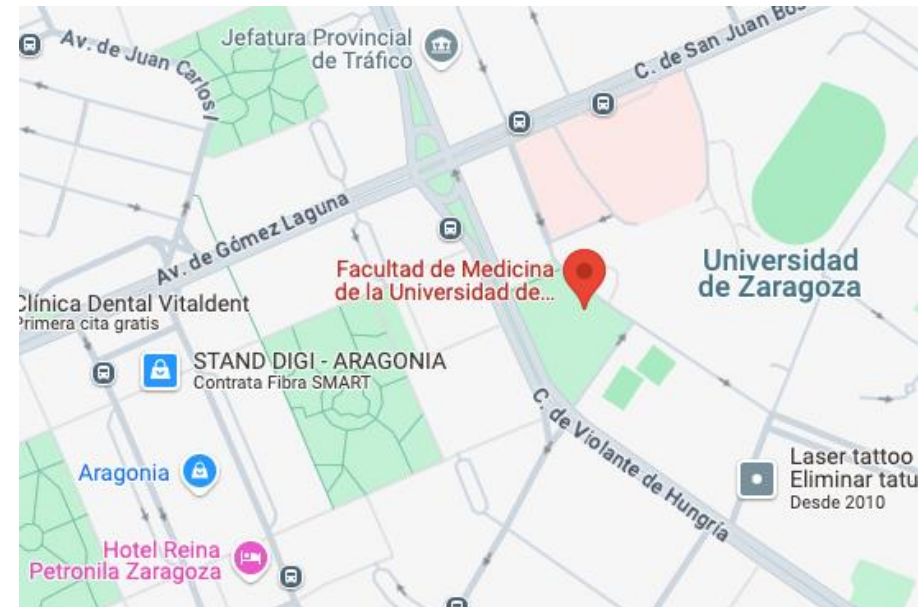 Av. de Juan Carlos I
Jefatura Provincial
de Tráfico
C. de San Juan Bos
Av. de Gómez Laguna
Facultad de Medicina
de la Universidad de...
Universidad
de Zaragoza
Clínica Dental Vitaldent
Primera cita gratis
STAND DIGI - ARAGONIA
Contrata Fibra SMART
C. de Violante de Hungría
Aragonia
Laser tattoo
Eliminar tatu
Desde 2010
Hotel Reina
Petronila Zaragoza